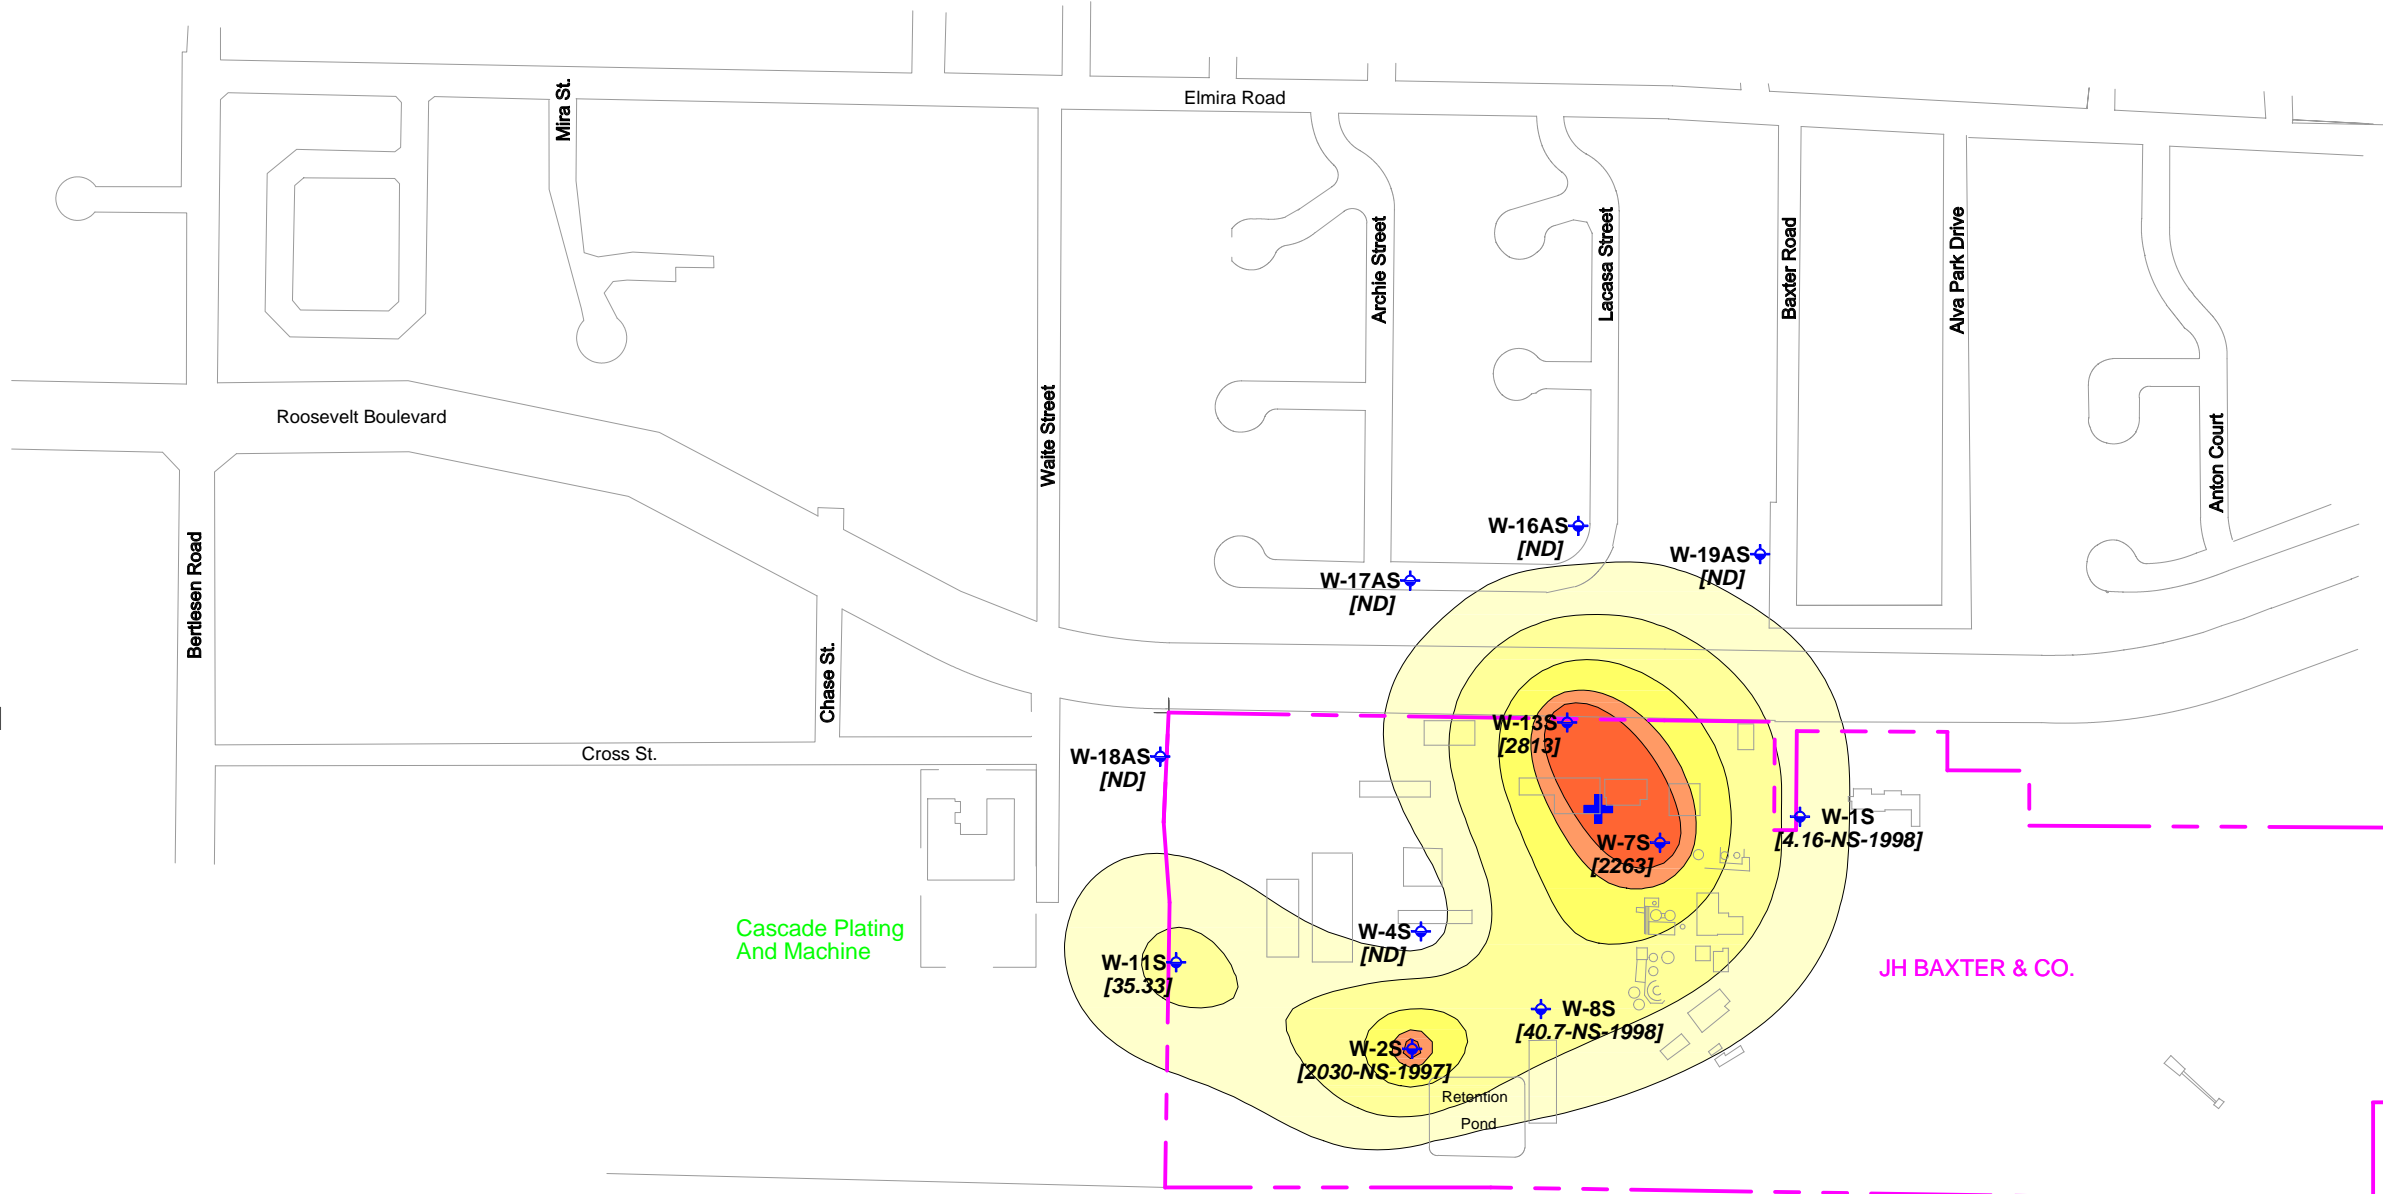 Elmira Road
Mira St.
Archie Street
Lacasa Street
Baxter Road
Alva Park Drive
Roosevelt Boulevard
Waite Street
Anton Court
Bertlesen Road
W-16AS
[ND]
W-19AS
[ND]
W-17AS
[ND]
Chase St.
Cross St.
W-13S
[2813]
W-18AS
[ND]
W-1S
[4.16-NS-1998]
W-7S
[2263]
Cascade Plating
And Machine
W-4S
[ND]
W-11S
[35.33]
JH BAXTER & CO.
W-8S
[40.7-NS-1998]
W-2S
[2030-NS-1997]
Retention
Pond